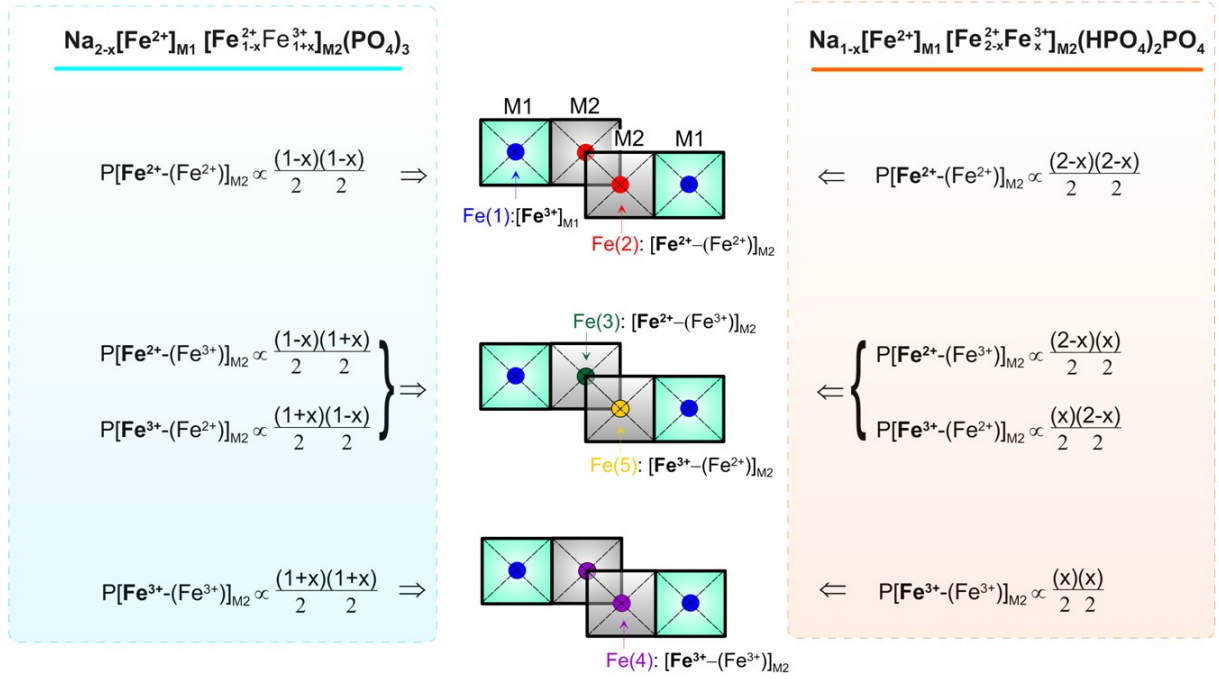 Na₂₋ₓ[Fe²⁺]M1 [Fe²⁺₁₋ₓFe³⁺₁₊ₓ]M2(PO₄)₃
P[Fe²⁺-(Fe²⁺)]M2 ∝ (1-x)(1-x) / 2 2 ⇒
P[Fe²⁺-(Fe³⁺)]M2 ∝ (1-x)(1+x) / 2 2
P[Fe³⁺-(Fe²⁺)]M2 ∝ (1+x)(1-x) / 2 2
} ⇒
P[Fe³⁺-(Fe³⁺)]M2 ∝ (1+x)(1+x) / 2 2 ⇒
M1 M2
M2 M1
Fe(1):[Fe³⁺]M1
Fe(2): [Fe²⁺–(Fe²⁺)]M2
Fe(3): [Fe²⁺–(Fe³⁺)]M2
Fe(5): [Fe³⁺–(Fe²⁺)]M2
Fe(4): [Fe³⁺–(Fe³⁺)]M2
Na₁₋ₓ[Fe²⁺]M1 [Fe²⁺₂₋ₓFe³⁺ₓ]M2(HPO₄)₂PO₄
⇐ P[Fe²⁺-(Fe²⁺)]M2 ∝ (2-x)(2-x) / 2 2
⇐ {
P[Fe²⁺-(Fe³⁺)]M2 ∝ (2-x)(x) / 2 2
P[Fe³⁺-(Fe²⁺)]M2 ∝ (x)(2-x) / 2 2
⇐ P[Fe³⁺-(Fe³⁺)]M2 ∝ (x)(x) / 2 2